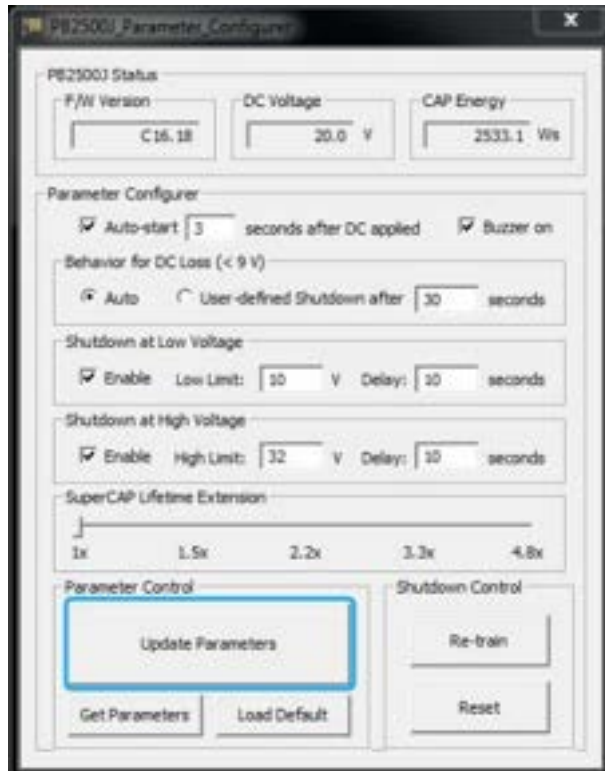 PB2500J_Parameter_Configurer
x
PB2500J Status
F/W Version
DC Voltage
CAP Energy
C16.18
20.0 V
2533.1 Ws
Parameter Configurer
Auto-start 3 seconds after DC applied
Buzzer on
Behavior for DC Loss (< 9 V)
Auto
User-defined Shutdown after 30 seconds
Shutdown at Low Voltage
Enable Low Limit: 10 V Delay: 10 seconds
Shutdown at High Voltage
Enable High Limit: 32 V Delay: 10 seconds
SuperCAP Lifetime Extension
1x 1.5x 2.2x 3.3x 4.8x
Parameter Control
Shutdown Control
Update Parameters
Re-train
Get Parameters
Load Default
Reset